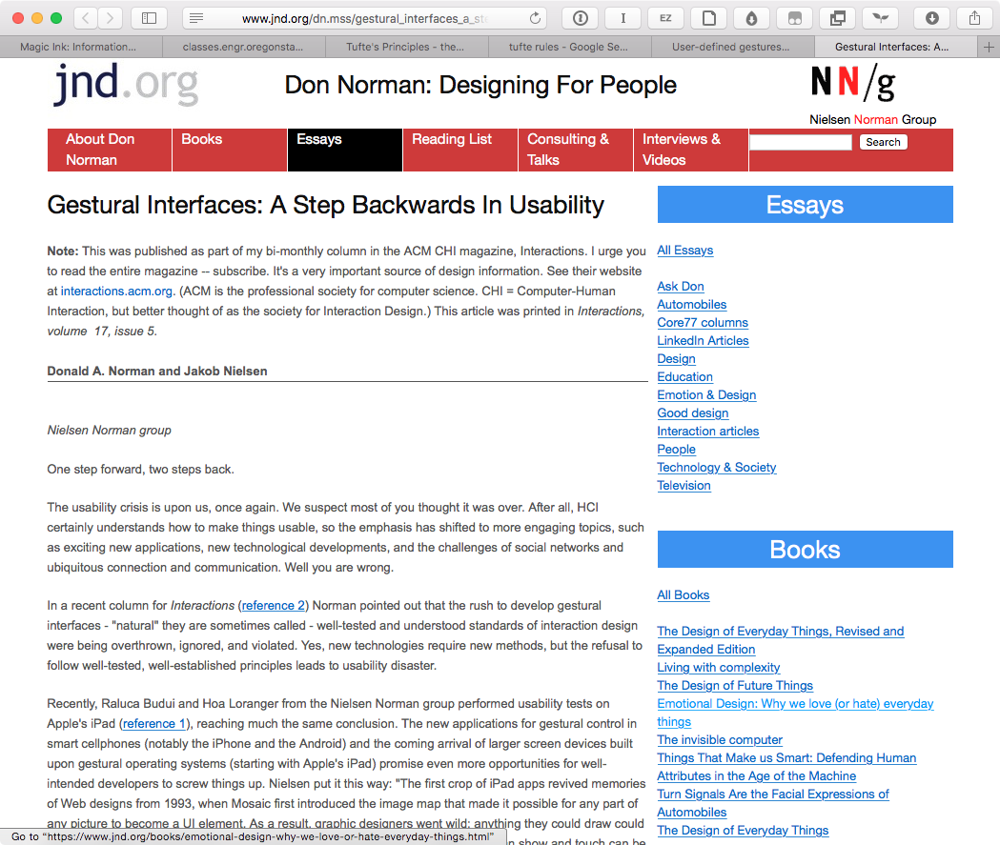 www.jnd.org/dn.mss/gestural_interfaces_a_st
EZ
Magic Ink: Information...
classes.engr.oregonsta...
Tufte's Principles - the...
tufte rules - Google Se...
User-defined gestures...
Gestural Interfaces: A...
jnd.org
Don Norman: Designing For People
NN/g
Nielsen Norman Group
About Don
Norman
Books
Essays
Reading List
Consulting &
Talks
Interviews &
Videos
Search
Gestural Interfaces: A Step Backwards In Usability
Note: This was published as part of my bi-monthly column in the ACM CHI magazine, Interactions. I urge you
to read the entire magazine -- subscribe. It's a very important source of design information. See their website
at interactions.acm.org. (ACM is the professional society for computer science. CHI = Computer-Human
Interaction, but better thought of as the society for Interaction Design.) This article was printed in Interactions,
volume 17, issue 5.
Donald A. Norman and Jakob Nielsen
Nielsen Norman group
One step forward, two steps back.
The usability crisis is upon us, once again. We suspect most of you thought it was over. After all, HCI
certainly understands how to make things usable, so the emphasis has shifted to more engaging topics, such
as exciting new applications, new technological developments, and the challenges of social networks and
ubiquitous connection and communication. Well you are wrong.
In a recent column for Interactions (reference 2) Norman pointed out that the rush to develop gestural
interfaces - "natural" they are sometimes called - well-tested and understood standards of interaction design
were being overthrown, ignored, and violated. Yes, new technologies require new methods, but the refusal to
follow well-tested, well-established principles leads to usability disaster.
Recently, Raluca Budui and Hoa Loranger from the Nielsen Norman group performed usability tests on
Apple's iPad (reference 1), reaching much the same conclusion. The new applications for gestural control in
smart cellphones (notably the iPhone and the Android) and the coming arrival of larger screen devices built
upon gestural operating systems (starting with Apple's iPad) promise even more opportunities for well-
intended developers to screw things up. Nielsen put it this way: "The first crop of iPad apps revived memories
of Web designs from 1993, when Mosaic first introduced the image map that made it possible for any part of
any picture to become a UI element. As a result, graphic designers went wild: anything they could draw could
n show and touch can be
Go to “https://www.jnd.org/books/emotional-design-why-we-love-or-hate-everyday-things.html”
Essays
All Essays
Ask Don
Automobiles
Core77 columns
LinkedIn Articles
Design
Education
Emotion & Design
Good design
Interaction articles
People
Technology & Society
Television
Books
All Books
The Design of Everyday Things, Revised and
Expanded Edition
Living with complexity
The Design of Future Things
Emotional Design: Why we love (or hate) everyday
things
The invisible computer
Things That Make us Smart: Defending Human
Attributes in the Age of the Machine
Turn Signals Are the Facial Expressions of
Automobiles
The Design of Everyday Things